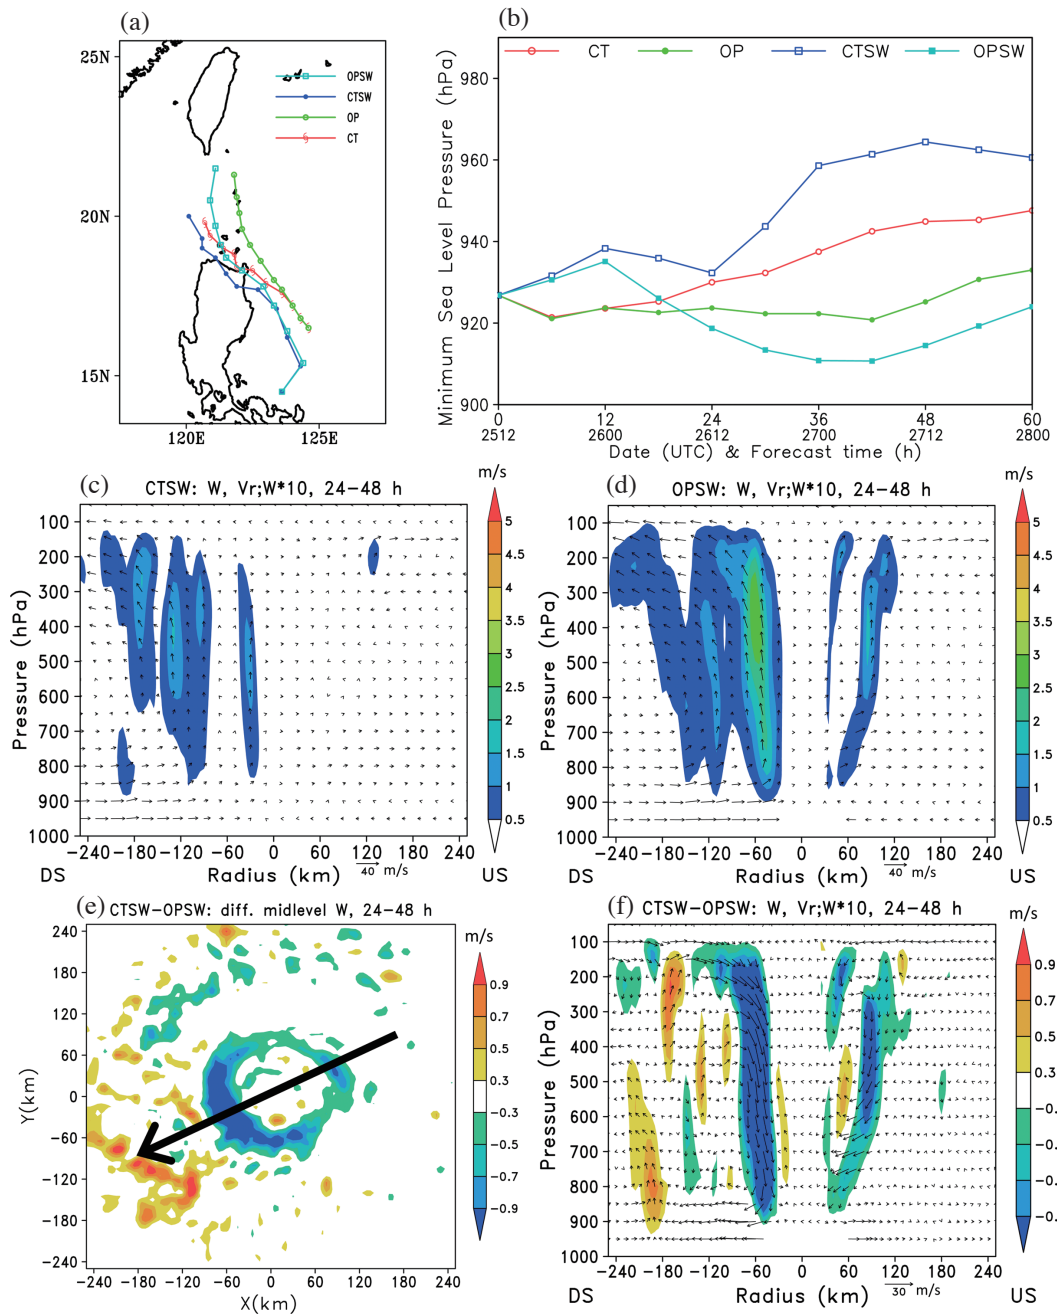 (a)
25N
20N
15N
120E 125E
OPSW
CTSW
OP
CT
(b)
CT OP CTSW OPSW
Minimum Sea Level Pressure (hPa)
980
960
940
920
900
0 12 24 36 48 60
2512 2600 2612 2700 2712 2800
Date (UTC) & Forecast time (h)
(c)
CTSW: W, Vr;W*10, 24-48 h
m/s
Pressure (hPa)
100
200
300
400
500
600
700
800
900
1000
-240 -180 -120 -60 0 60 120 180 240
DS Radius (km) 40 m/s US
5
4.5
4
3.5
3
2.5
2
1.5
1
0.5
(d)
OPSW: W, Vr;W*10, 24-48 h
m/s
Pressure (hPa)
100
200
300
400
500
600
700
800
900
1000
-240 -180 -120 -60 0 60 120 180 240
DS Radius (km) 40 m/s US
5
4.5
4
3.5
3
2.5
2
1.5
1
0.5
(e)
CTSW-OPSW: diff. midlevel W, 24-48 h
m/s
Y(km)
240
180
120
60
0
-60
-120
-180
-240
-240 -180 -120 -60 0 60 120 180 240
X(km)
0.9
0.7
0.5
0.3
-0.3
-0.5
-0.7
-0.9
(f)
CTSW-OPSW: W, Vr;W*10, 24-48 h
m/s
Pressure (hPa)
100
200
300
400
500
600
700
800
900
1000
-240 -180 -120 -60 0 60 120 180 240
DS Radius (km) 30 m/s US
0.9
0.7
0.5
0.3